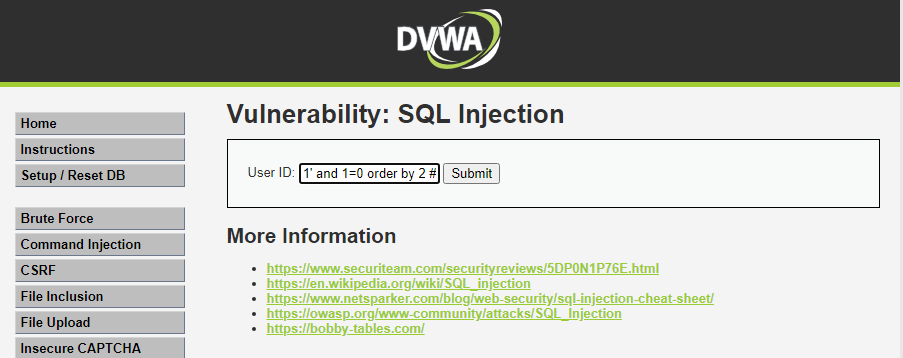 DVWA
Vulnerability: SQL Injection
Home
Instructions
Setup / Reset DB
Brute Force
Command Injection
CSRF
File Inclusion
File Upload
Insecure CAPTCHA
User ID: 1' and 1=0 order by 2 # Submit
More Information
https://www.securiteam.com/securityreviews/5DP0N1P76E.html
https://en.wikipedia.org/wiki/SQL_injection
https://www.netsparker.com/blog/web-security/sql-injection-cheat-sheet/
https://owasp.org/www-community/attacks/SQL_Injection
https://bobby-tables.com/